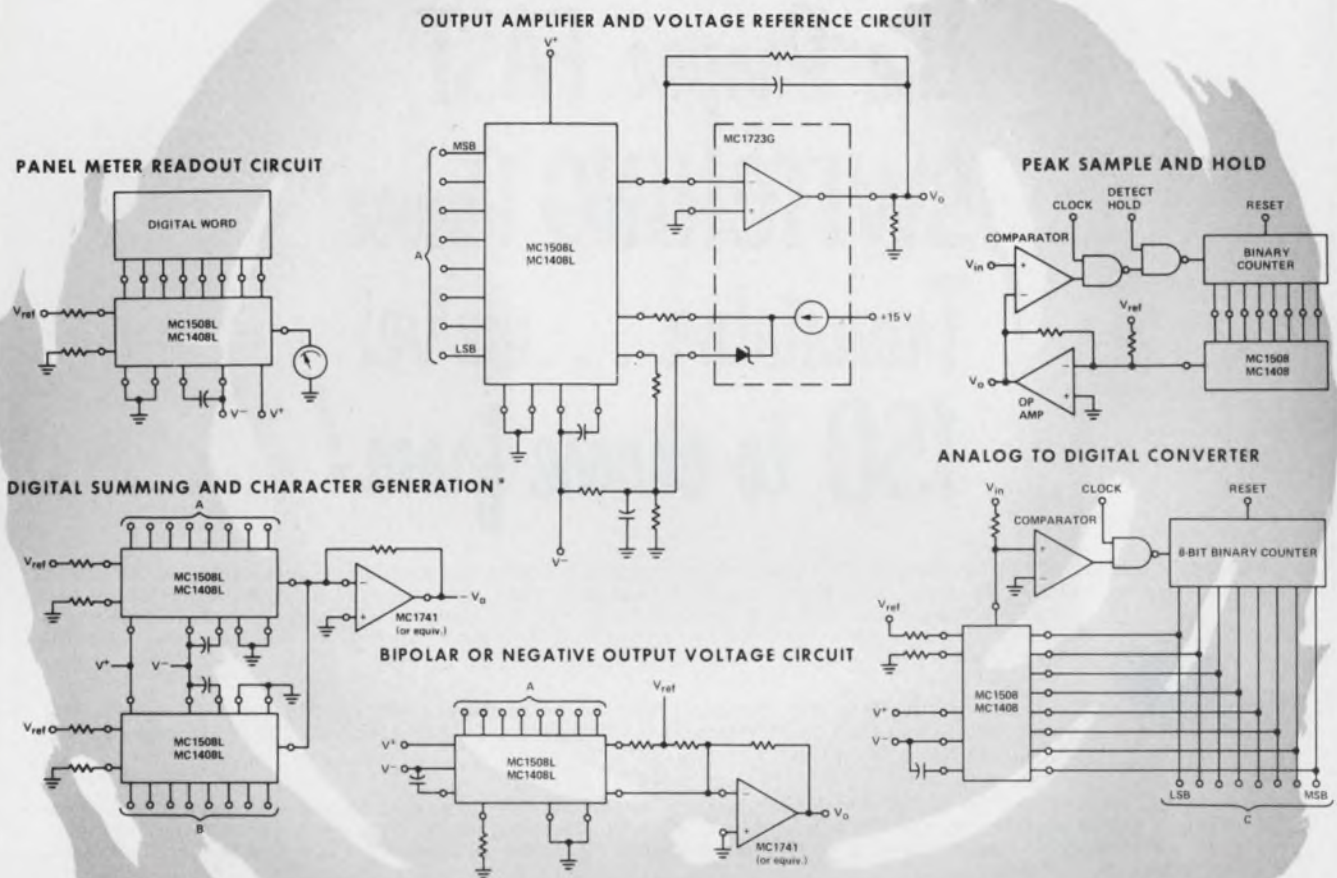 OUTPUT AMPLIFIER AND VOLTAGE REFERENCE CIRCUIT
V+
MSB
A
LSB
MC1508L
MC1408L
MC1723G
−
+
Vo
+15 V
V−
PANEL METER READOUT CIRCUIT
DIGITAL WORD
Vref
MC1508L
MC1408L
V−
V+
PEAK SAMPLE AND HOLD
DETECT
HOLD
CLOCK
RESET
COMPARATOR
Vin
+
−
BINARY
COUNTER
Vref
MC1508
MC1408
Vo
−
+
OP
AMP
DIGITAL SUMMING AND CHARACTER GENERATION*
A
Vref
MC1508L
MC1408L
−
+
Vo
MC1741
(or equiv.)
V+
V−
Vref
MC1508L
MC1408L
B
BIPOLAR OR NEGATIVE OUTPUT VOLTAGE CIRCUIT
A
Vref
V+
V−
MC1508L
MC1408L
−
+
Vo
MC1741
(or equiv.)
ANALOG TO DIGITAL CONVERTER
Vin
CLOCK
RESET
COMPARATOR
+
−
8-BIT BINARY COUNTER
Vref
MC1508
MC1408
V+
V−
LSB
MSB
C